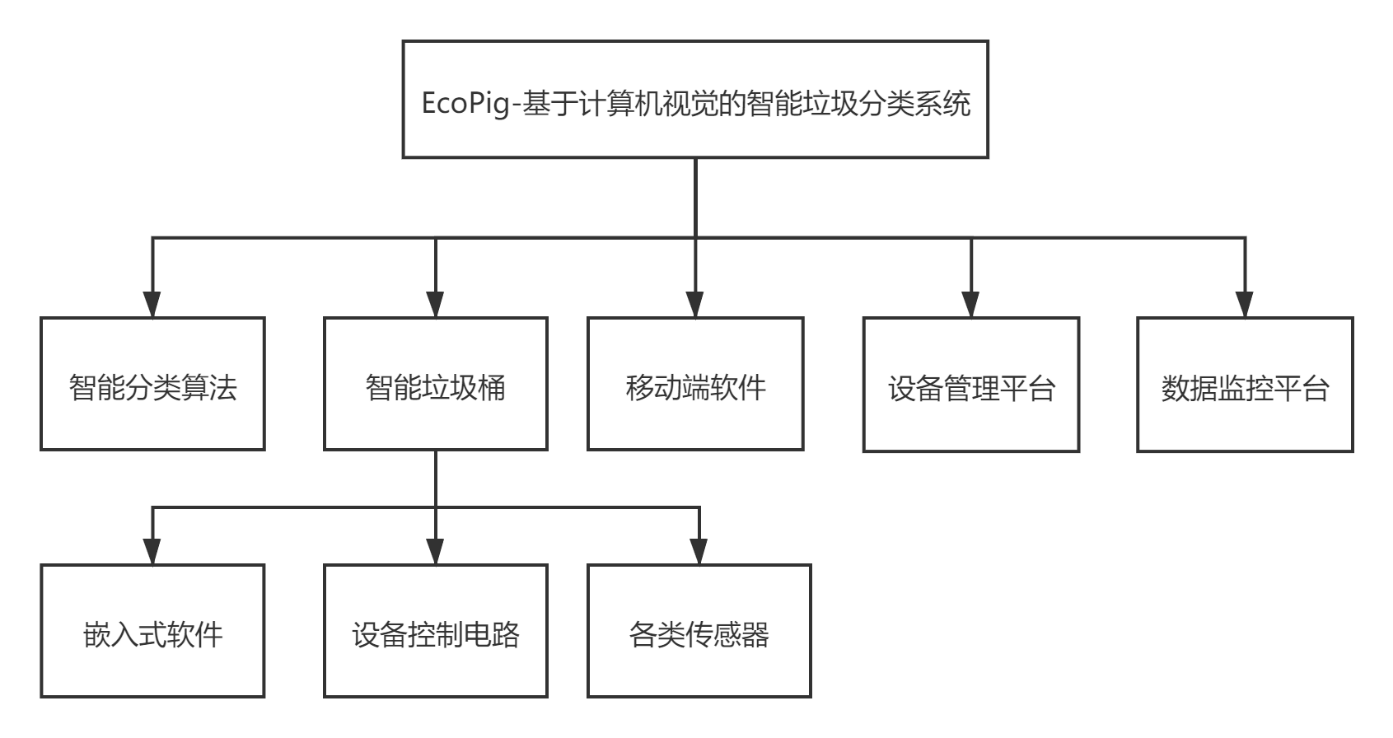 EcoPig-基于计算机视觉的智能垃圾分类系统
智能分类算法
智能垃圾桶
移动端软件
设备管理平台
数据监控平台
嵌入式软件
设备控制电路
各类传感器